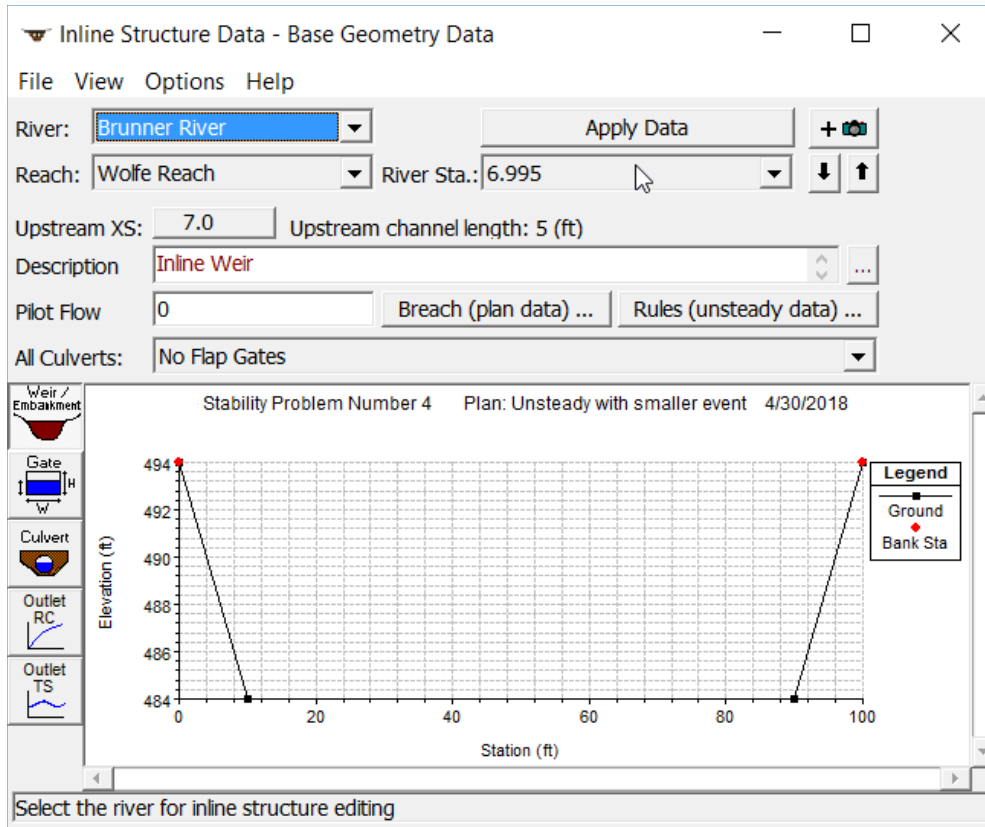 Inline Structure Data - Base Geometry Data
File View Options Help
River: Brunner River Apply Data +
Reach: Wolfe Reach River Sta.: 6.995
Upstream XS: 7.0 Upstream channel length: 5 (ft)
Description Inline Weir ...
Pilot Flow 0 Breach (plan data) ... Rules (unsteady data) ...
All Culverts: No Flap Gates
Weir /
Embankment
Gate
H
W
Culvert
Outlet
RC
Outlet
TS
Stability Problem Number 4 Plan: Unsteady with smaller event 4/30/2018
494
492
490
488
486
484
Elevation (ft)
0 20 40 60 80 100
Station (ft)
Legend
Ground
Bank Sta
Select the river for inline structure editing